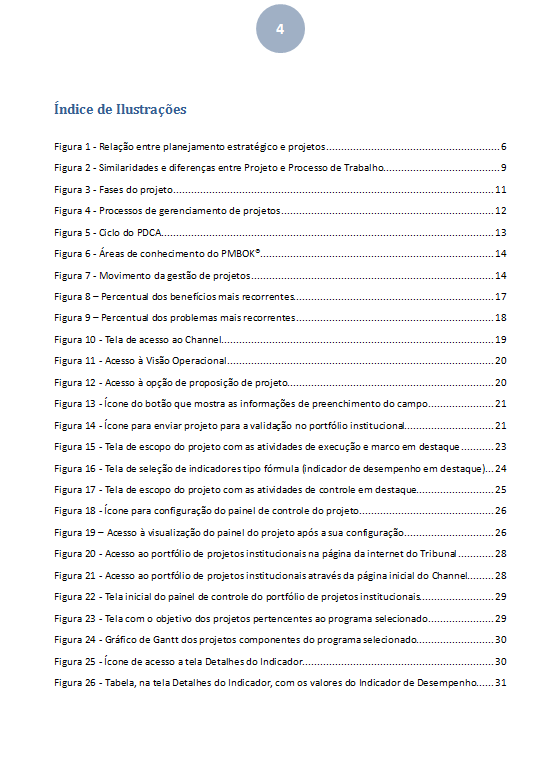 4
Índice de Ilustrações
Figura 1 - Relação entre planejamento estratégico e projetos.......................................................6
Figura 2 - Similaridades e diferenças entre Projeto e Processo de Trabalho....................................9
Figura 3 - Fases do projeto....................................................................................................11
Figura 4 - Processos de gerenciamento de projetos....................................................................12
Figura 5 - Ciclo do PDCA........................................................................................................13
Figura 6 - Áreas de conhecimento do PMBOK®..........................................................................14
Figura 7 - Movimento da gestão de projetos.............................................................................14
Figura 8 – Percentual dos benefícios mais recorrentes...............................................................17
Figura 9 – Percentual dos problemas mais recorrentes..............................................................18
Figura 10 - Tela de acesso ao Channel......................................................................................19
Figura 11 - Acesso à Visão Operacional....................................................................................20
Figura 12 - Acesso à opção de proposição de projeto.................................................................20
Figura 13 - Ícone do botão que mostra as informações de preenchimento do campo.....................21
Figura 14 - Ícone para enviar projeto para a validação no portfólio institucional............................21
Figura 15 - Tela de escopo do projeto com as atividades de execução e marco em destaque...........23
Figura 16 - Tela de seleção de indicadores tipo fórmula (indicador de desempenho em destaque)...24
Figura 17 - Tela de escopo do projeto com as atividades de controle em destaque........................25
Figura 18 - Ícone para configuração do painel de controle do projeto..........................................26
Figura 19 – Acesso à visualização do painel do projeto após a sua configuração............................26
Figura 20 - Acesso ao portfólio de projetos institucionais na página da internet do Tribunal...........28
Figura 21 - Acesso ao portfólio de projetos institucionais através da página inicial do Channel........28
Figura 22 - Tela inicial do painel de controle do portfólio de projetos institucionais.......................29
Figura 23 - Tela com o objetivo dos projetos pertencentes ao programa selecionado.....................29
Figura 24 - Gráfico de Gantt dos projetos componentes do programa selecionado........................30
Figura 25 - Ícone de acesso a tela Detalhes do Indicador............................................................30
Figura 26 - Tabela, na tela Detalhes do Indicador, com os valores do Indicador de Desempenho......31